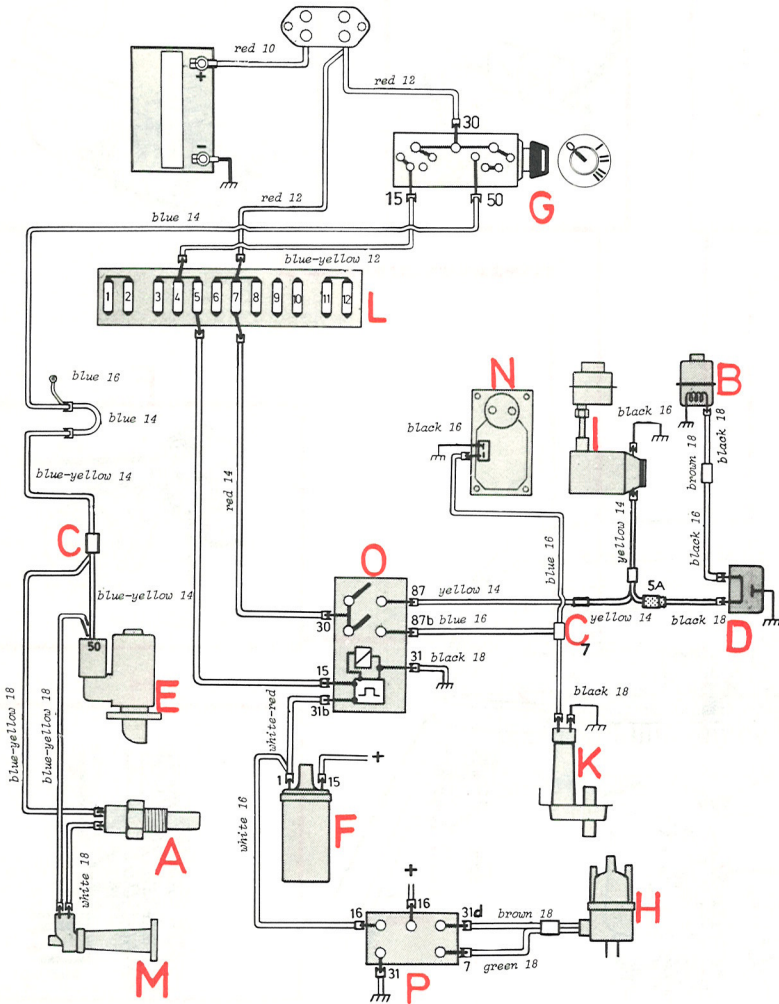 red 10
+
-
red 12
30
15
50
G
0 I II III
red 12
blue 14
blue-yellow 12
1 2 3 4 5 6 7 8 9 10 11 12
L
blue 16
blue 14
blue-yellow 14
C
blue-yellow 14
50
E
blue-yellow 18
blue-yellow 18
A
white 18
M
red 14
N
black 16
I
black 16
B
black 18
brown 18
black 16
yellow 14
blue 16
O
87
yellow 14
5A
yellow 14
black 18
D
87b
blue 16
C
7
30
31
black 18
15
31b
white-red
1
15
+
F
white 16
black 18
K
+
16
16
31d
brown 18
H
7
green 18
31
P